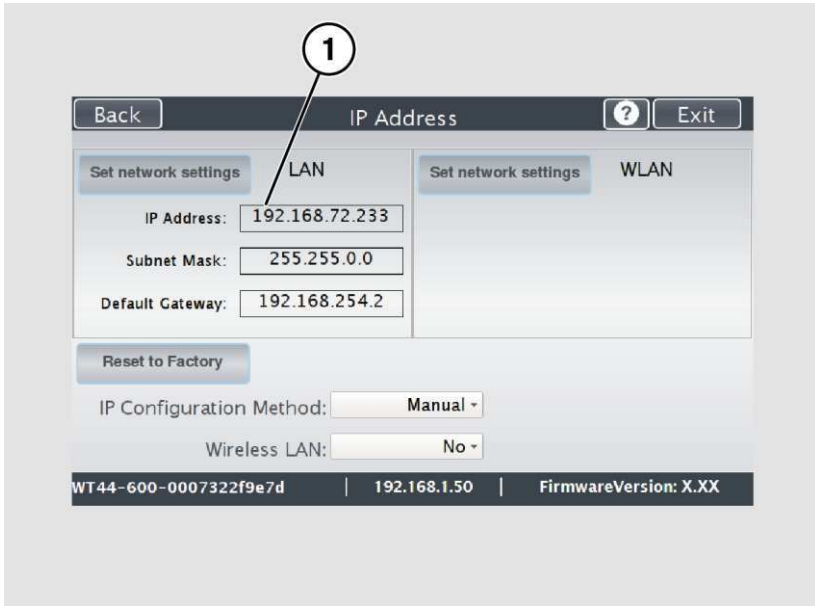 1
Back IP Address ? Exit
Set network settings LAN Set network settings WLAN
IP Address: 192.168.72.233
Subnet Mask: 255.255.0.0
Default Gateway: 192.168.254.2
Reset to Factory
IP Configuration Method: Manual
Wireless LAN: No
WT44-600-0007322f9e7d | 192.168.1.50 | FirmwareVersion: X.XX